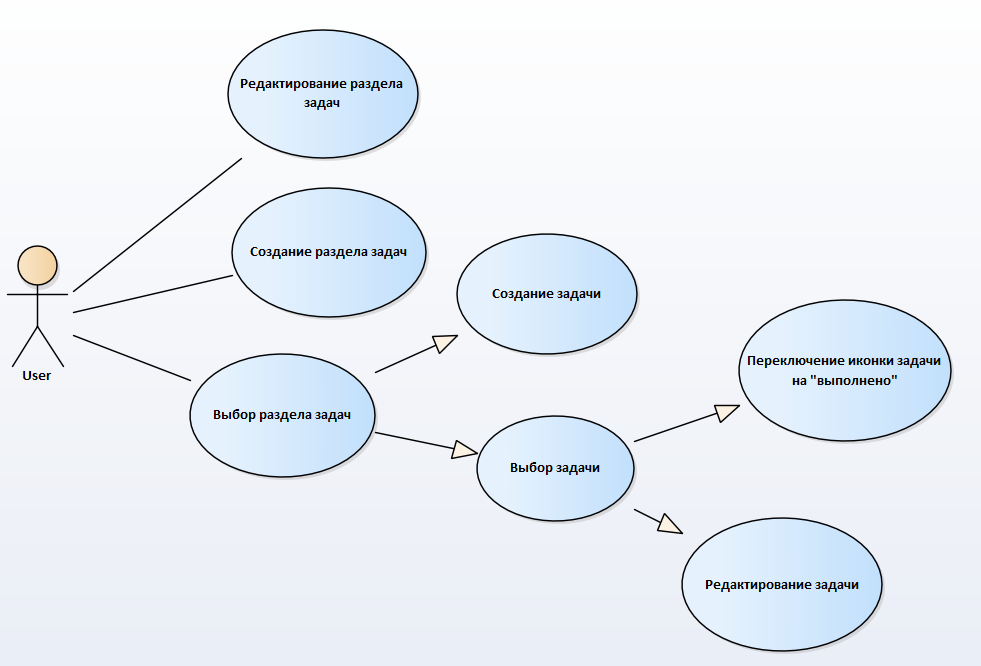 Редактирование раздела
задач
Создание раздела задач
Создание задачи
Переключение иконки задачи
на "выполнено"
User
Выбор раздела задач
Выбор задачи
Редактирование задачи